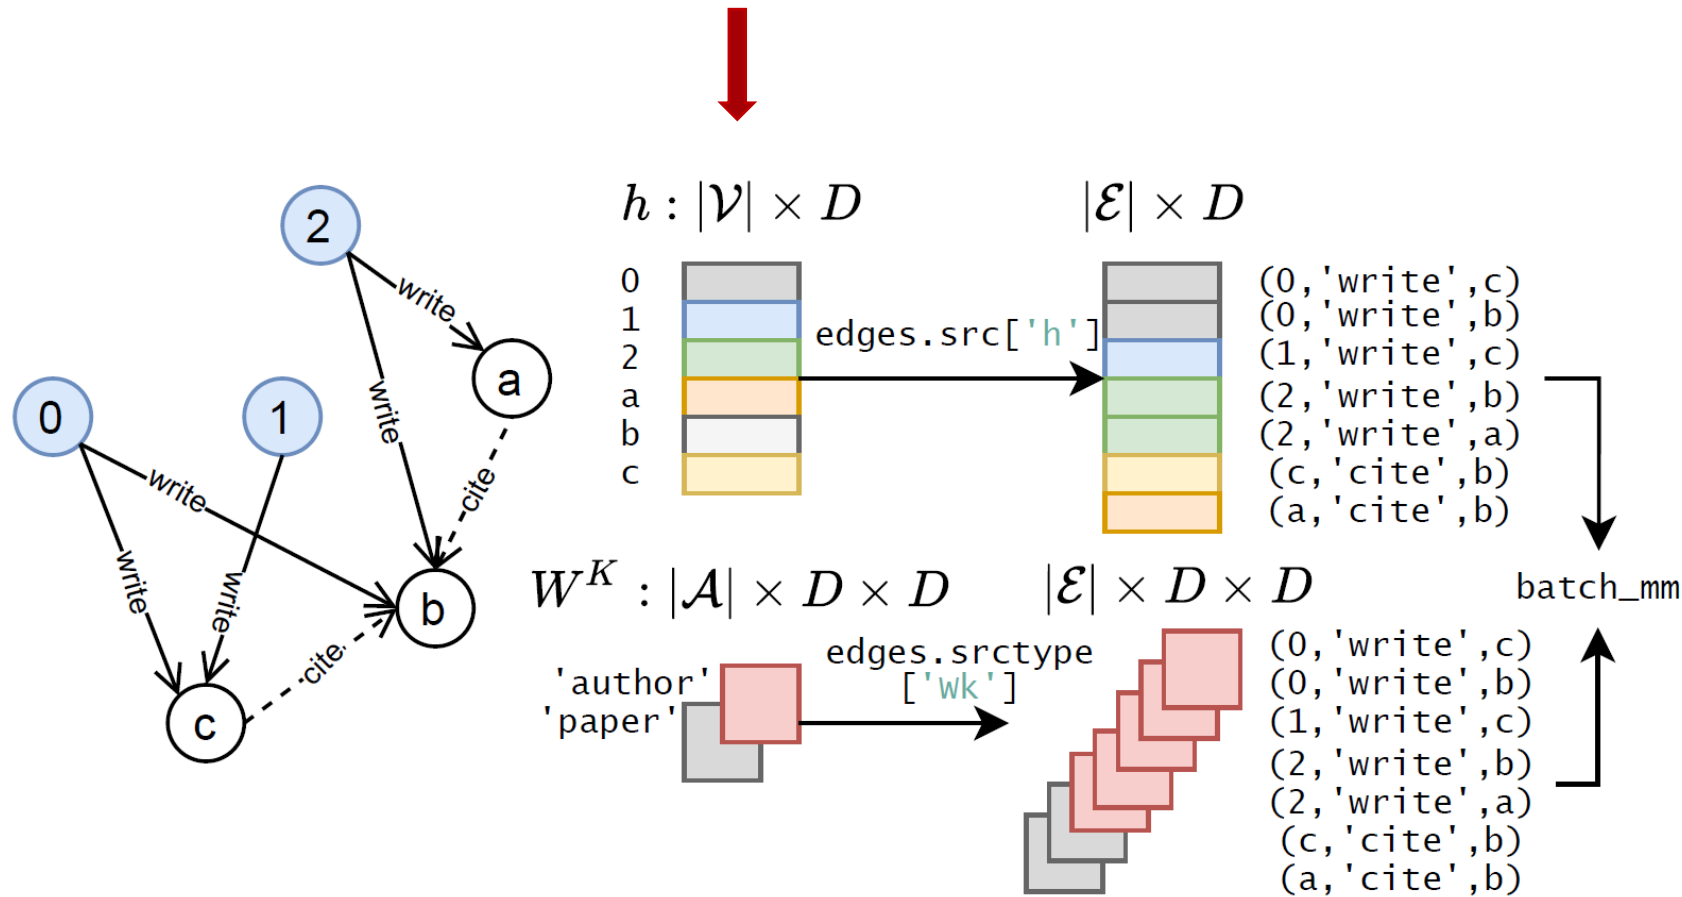 2
write
write
a
0
1
write
write
write
cite
b
cite
c
h : |𝒱| × D
0
1
2
a
b
c
edges.src['h']
|ℰ| × D
(0,'write',c)
(0,'write',b)
(1,'write',c)
(2,'write',b)
(2,'write',a)
(c,'cite',b)
(a,'cite',b)
W^K : |𝒜| × D × D
'author'
'paper'
edges.srctype
['Wk']
|ℰ| × D × D
(0,'write',c)
(0,'write',b)
(1,'write',c)
(2,'write',b)
(2,'write',a)
(c,'cite',b)
(a,'cite',b)
batch_mm